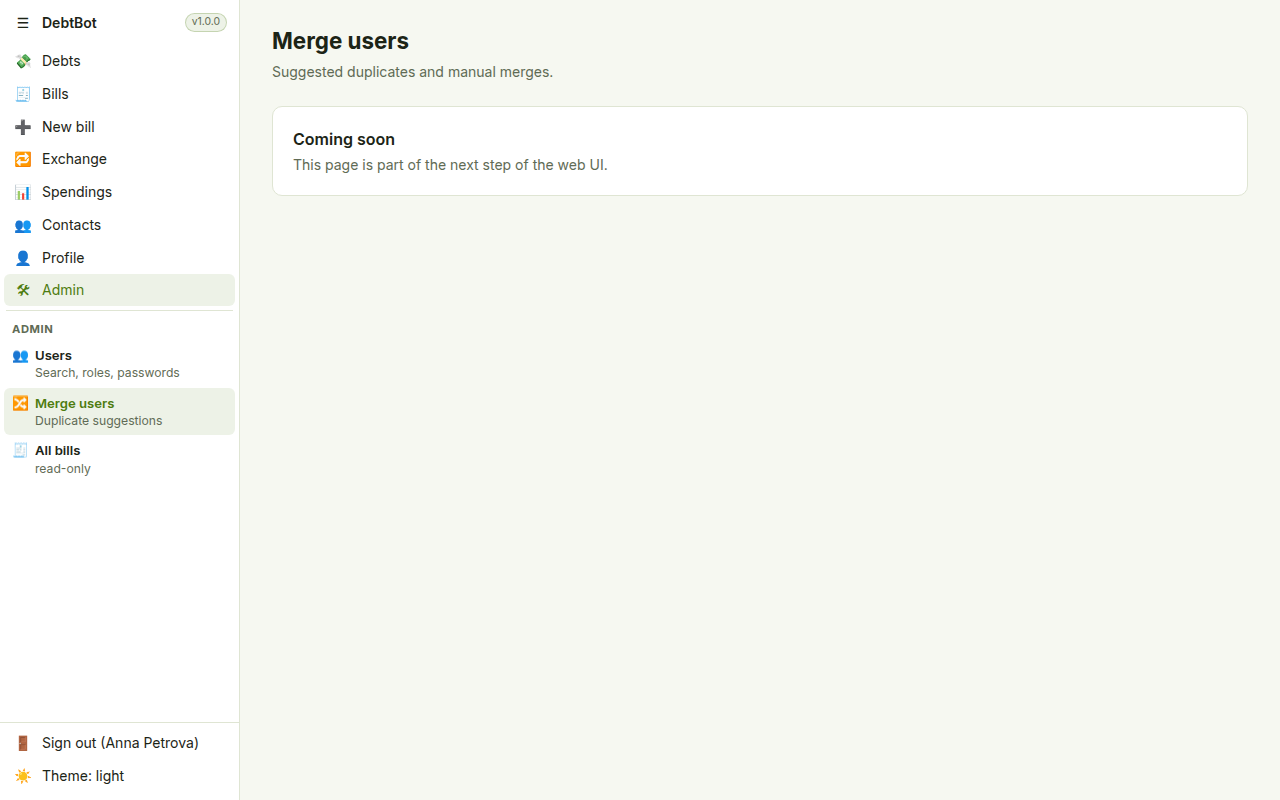 DebtBot
v1.0.0
Debts
Bills
New bill
Exchange
Spendings
Contacts
Profile
Admin
ADMIN
Users
Search, roles, passwords
Merge users
Duplicate suggestions
All bills
read-only
Sign out (Anna Petrova)
Theme: light
Merge users
Suggested duplicates and manual merges.
Coming soon
This page is part of the next step of the web UI.